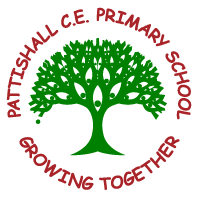 PATTISHALL C.E. PRIMARY SCHOOL
GROWING TOGETHER